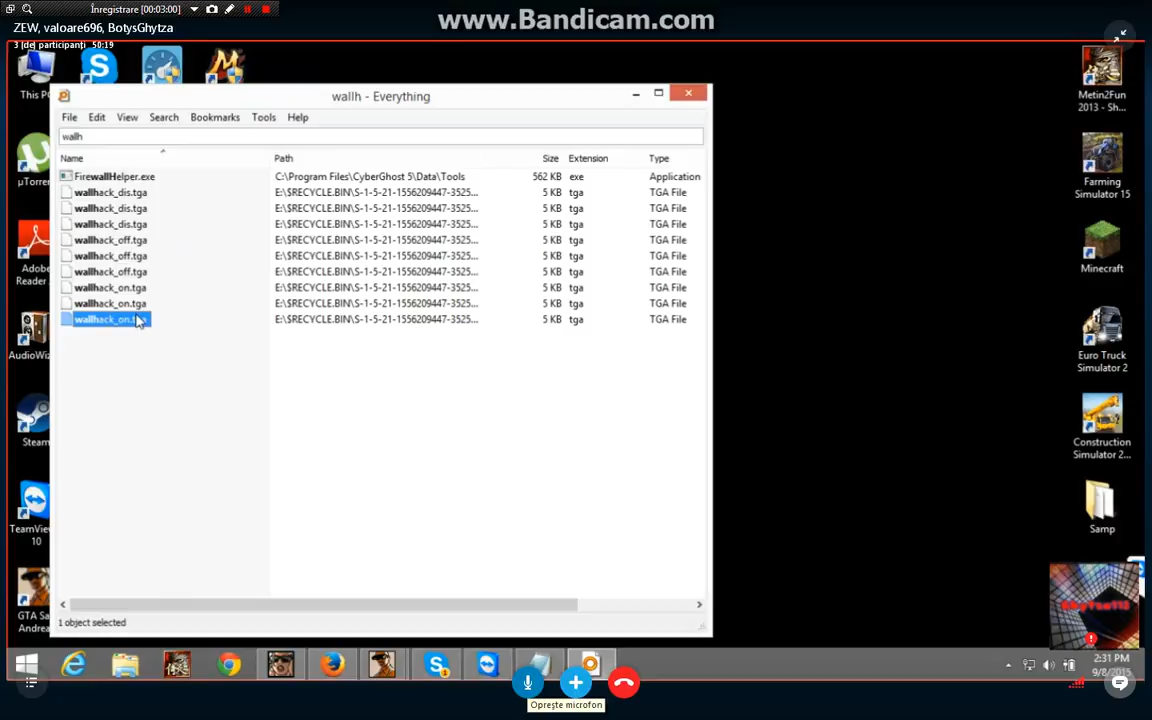 Înregistrare [00:03:00]
www.Bandicam.com
ZEW, valoare696, BotysGhytza
3 [de] participanți 50:19
This PC
Metin2Fun
2013 - Sh...
µTorre
Farming
Simulator 15
Adobe
Reader
Minecraft
AudioWiz
Euro Truck
Simulator 2
Steam
Construction
Simulator 2...
TeamView
10
Samp
GTA Sa
Andrea
wallh - Everything
File Edit View Search Bookmarks Tools Help
wallh
Name Path Size Extension Type
FirewallHelper.exe C:\Program Files\CyberGhost 5\Data\Tools 562 KB exe Application
wallhack_dis.tga E:\$RECYCLE.BIN\S-1-5-21-1556209447-3525... 5 KB tga TGA File
wallhack_dis.tga E:\$RECYCLE.BIN\S-1-5-21-1556209447-3525... 5 KB tga TGA File
wallhack_dis.tga E:\$RECYCLE.BIN\S-1-5-21-1556209447-3525... 5 KB tga TGA File
wallhack_off.tga E:\$RECYCLE.BIN\S-1-5-21-1556209447-3525... 5 KB tga TGA File
wallhack_off.tga E:\$RECYCLE.BIN\S-1-5-21-1556209447-3525... 5 KB tga TGA File
wallhack_off.tga E:\$RECYCLE.BIN\S-1-5-21-1556209447-3525... 5 KB tga TGA File
wallhack_on.tga E:\$RECYCLE.BIN\S-1-5-21-1556209447-3525... 5 KB tga TGA File
wallhack_on.tga E:\$RECYCLE.BIN\S-1-5-21-1556209447-3525... 5 KB tga TGA File
wallhack_on.tga E:\$RECYCLE.BIN\S-1-5-21-1556209447-3525... 5 KB tga TGA File
1 object selected
2:31 PM
9/8/2015
Oprește microfon